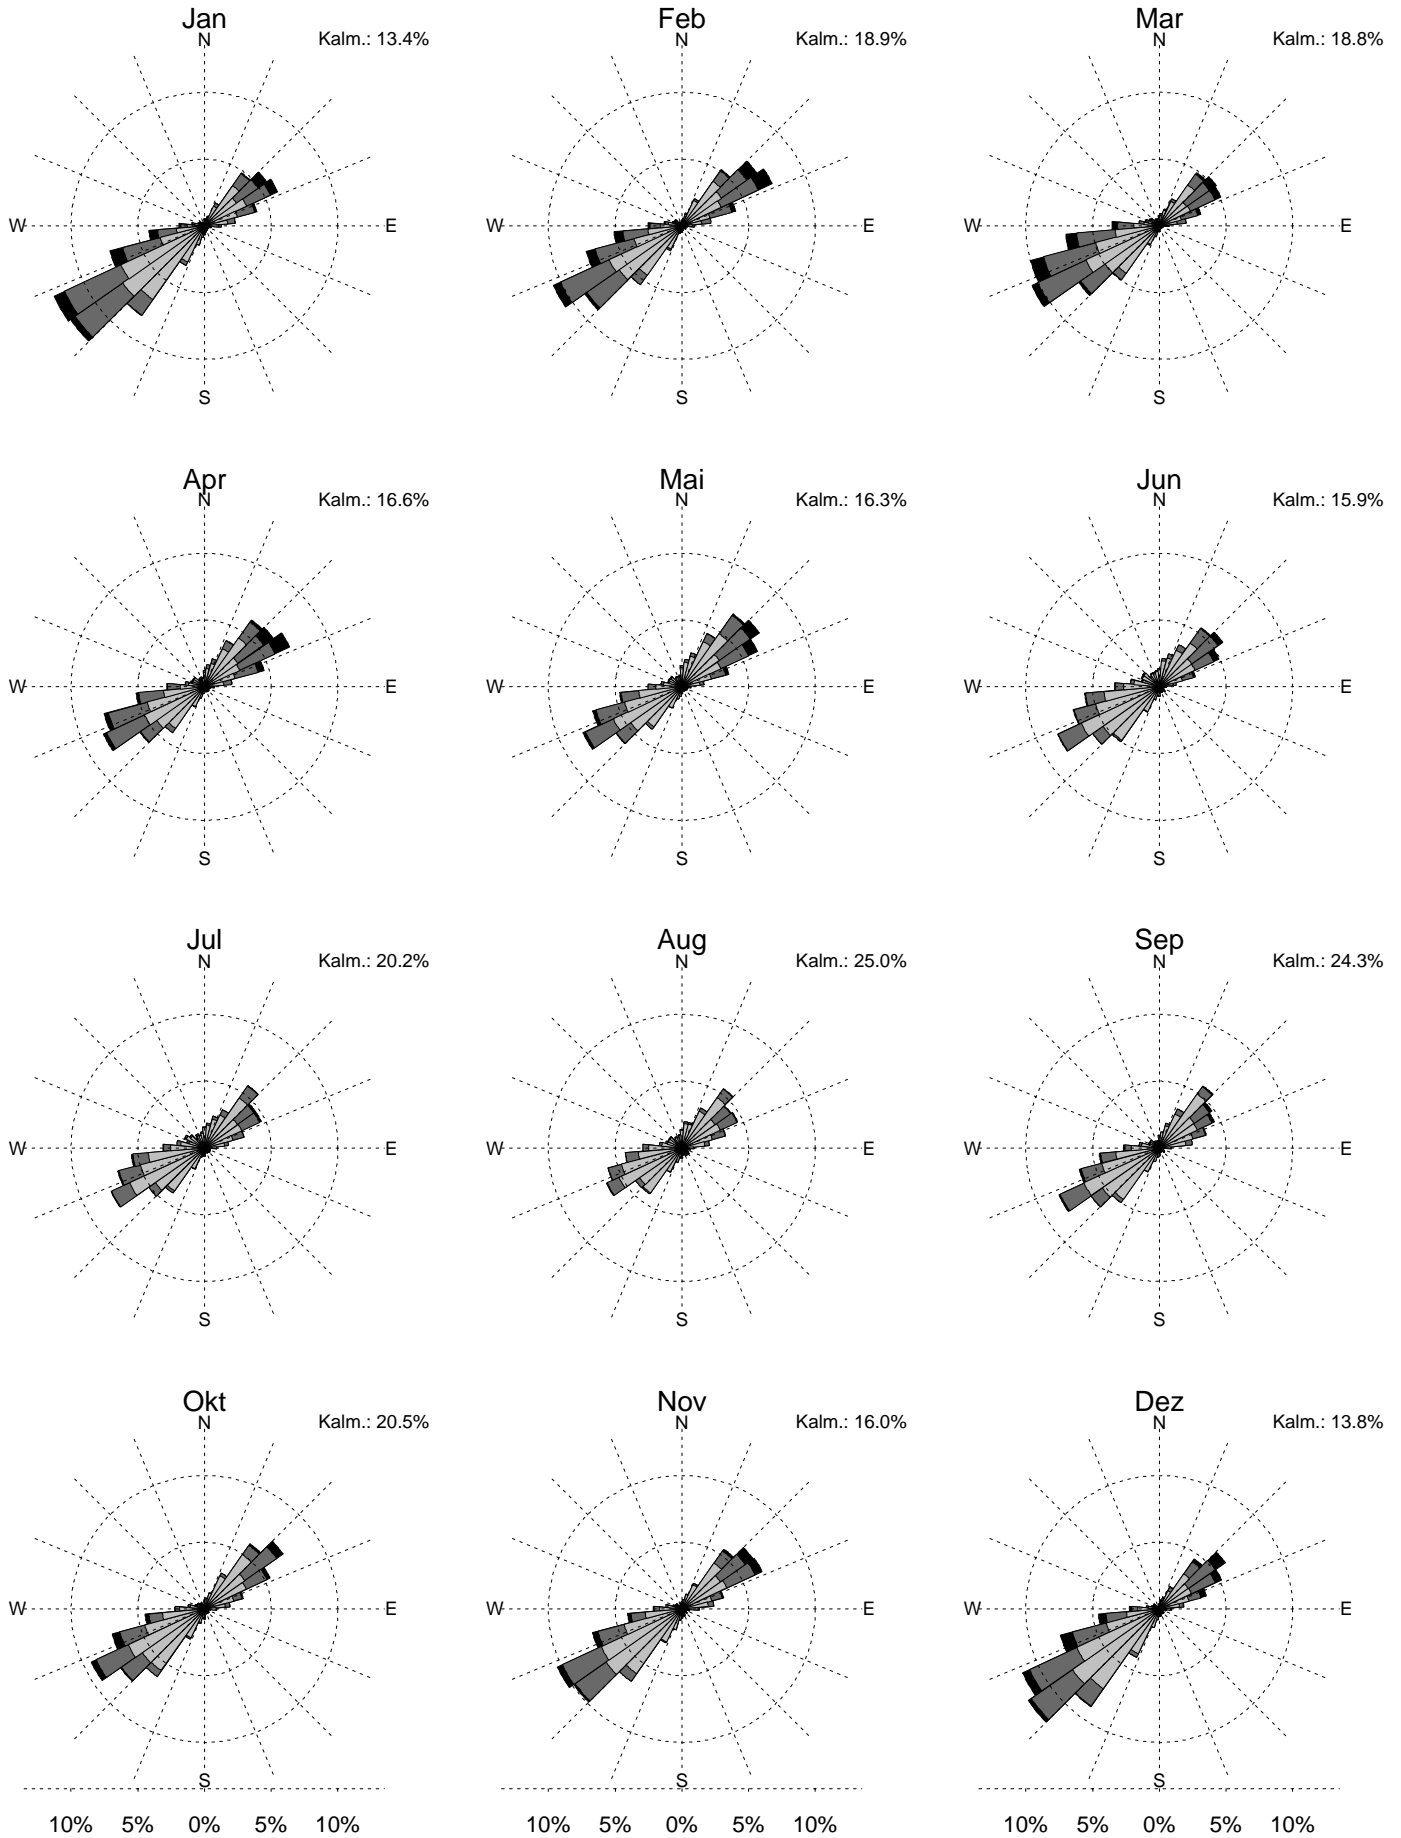 Jan Feb Mar
N Kalm.: 13.4% N Kalm.: 18.9% N Kalm.: 18.8%
W E W E W E
S S S
Apr Mai Jun
N Kalm.: 16.6% N Kalm.: 16.3% N Kalm.: 15.9%
W E W E W E
S S S
Jul Aug Sep
N Kalm.: 20.2% N Kalm.: 25.0% N Kalm.: 24.3%
W E W E W E
S S S
Okt Nov Dez
N Kalm.: 20.5% N Kalm.: 16.0% N Kalm.: 13.8%
W E W E W E
S S S
10% 5% 0% 5% 10% 10% 5% 0% 5% 10% 10% 5% 0% 5% 10%